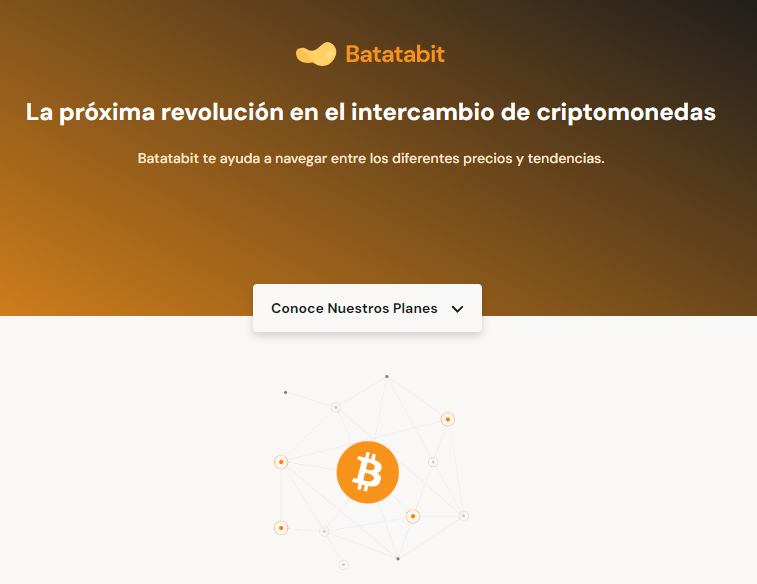 Batatabit
La próxima revolución en el intercambio de criptomonedas
Batatabit te ayuda a navegar entre los diferentes precios y tendencias.
Conoce Nuestros Planes